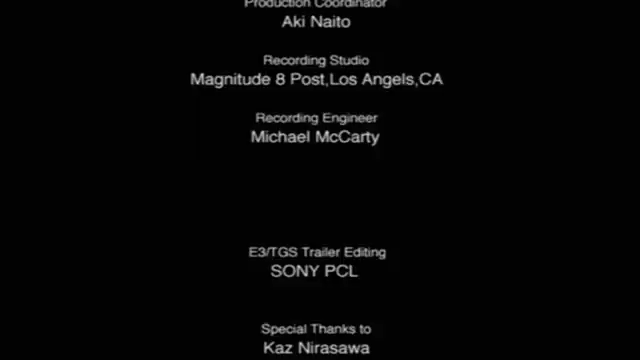 Production Coordinator
Aki Naito
Recording Studio
Magnitude 8 Post,Los Angels,CA
Recording Engineer
Michael McCarty
E3/TGS Trailer Editing
SONY PCL
Special Thanks to
Kaz Nirasawa